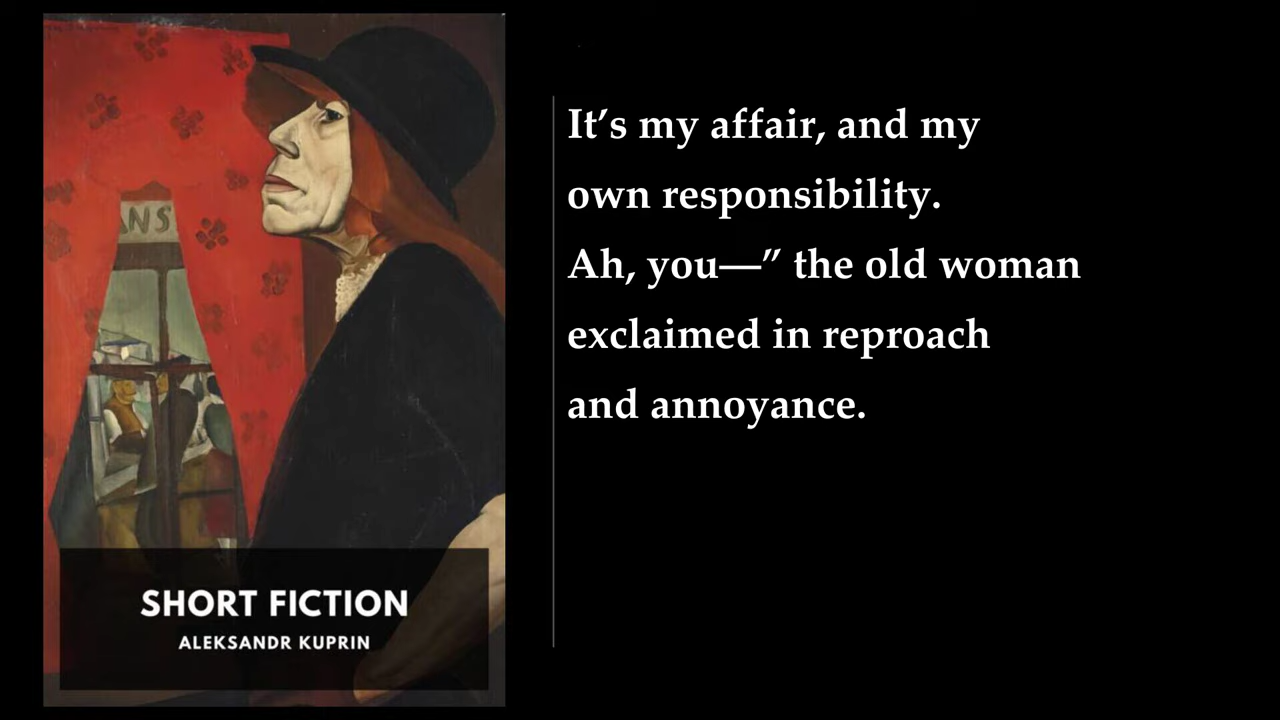 ANS
SHORT FICTION
ALEKSANDR KUPRIN
It’s my affair, and my
own responsibility.
Ah, you—” the old woman
exclaimed in reproach
and annoyance.